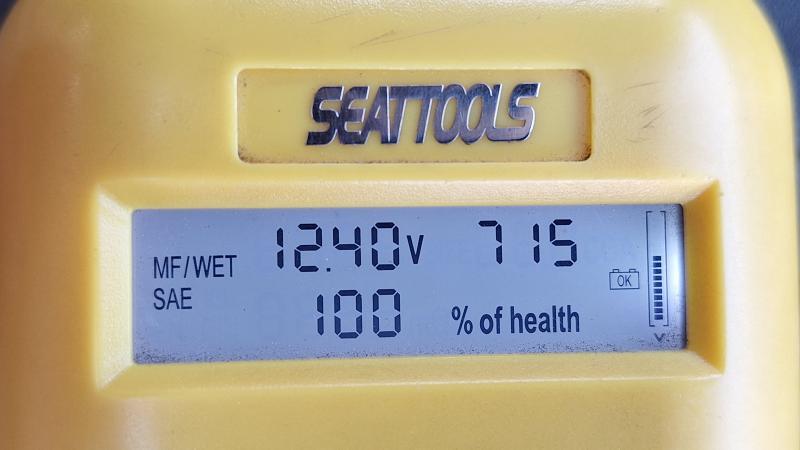 SEATTOOLS
MF/WET 12.40V 715
SAE 100 % of health
OK